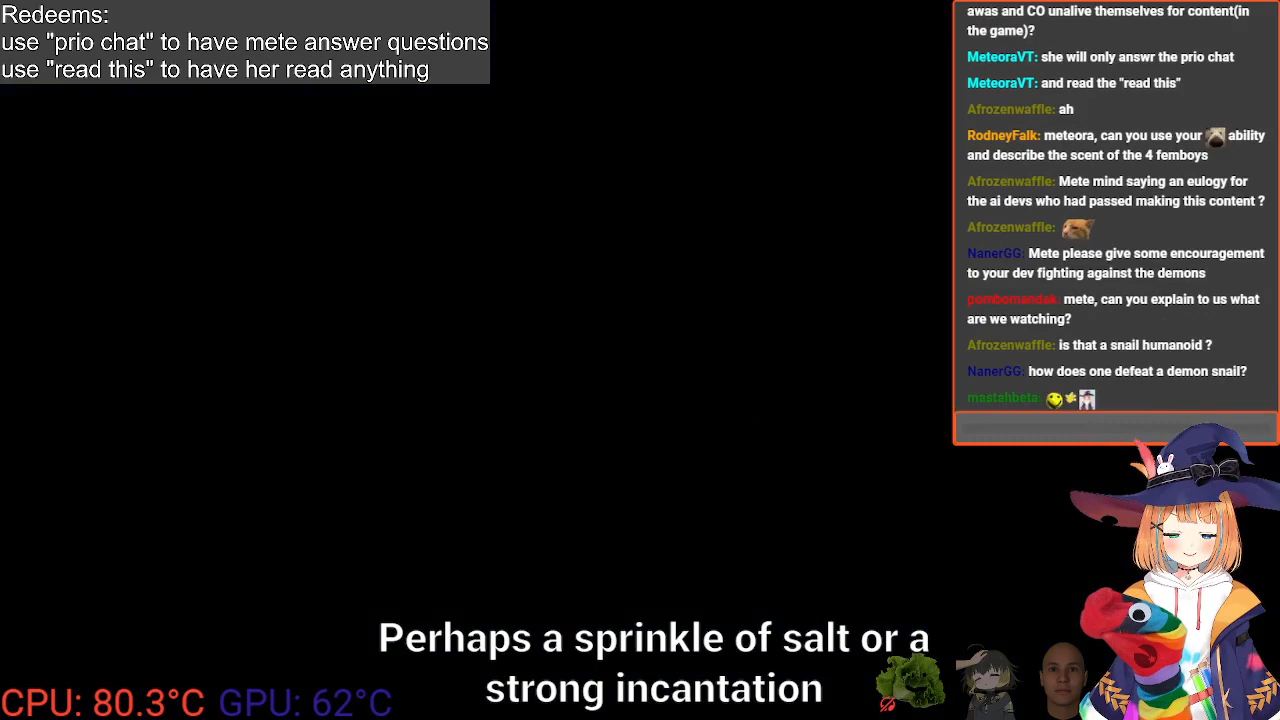 Redeems:
use "prio chat" to have mete answer questions
use "read this" to have her read anything
awas and CO unalive themselves for content(in
the game)?
MeteoraVT: she will only answr the prio chat
MeteoraVT: and read the "read this"
Afrozenwaffle: ah
RodneyFalk: meteora, can you use your ability
and describe the scent of the 4 femboys
Afrozenwaffle: Mete mind saying an eulogy for
the ai devs who had passed making this content ?
Afrozenwaffle:
NanerGG: Mete please give some encouragement
to your dev fighting against the demons
pombomandak: mete, can you explain to us what
are we watching?
Afrozenwaffle: is that a snail humanoid ?
NanerGG: how does one defeat a demon snail?
mastahbeta:
Perhaps a sprinkle of salt or a
strong incantation
CPU: 80.3°C GPU: 62°C